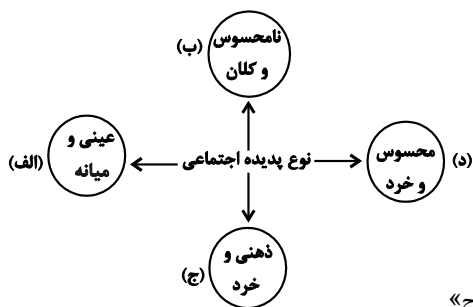 نامحسوس
و کلان
(ب)
محسوس
و خرد
(د)
نوع پدیده اجتماعی
عینی و
میانه
(الف)
ذهنی و
خرد
(ج)